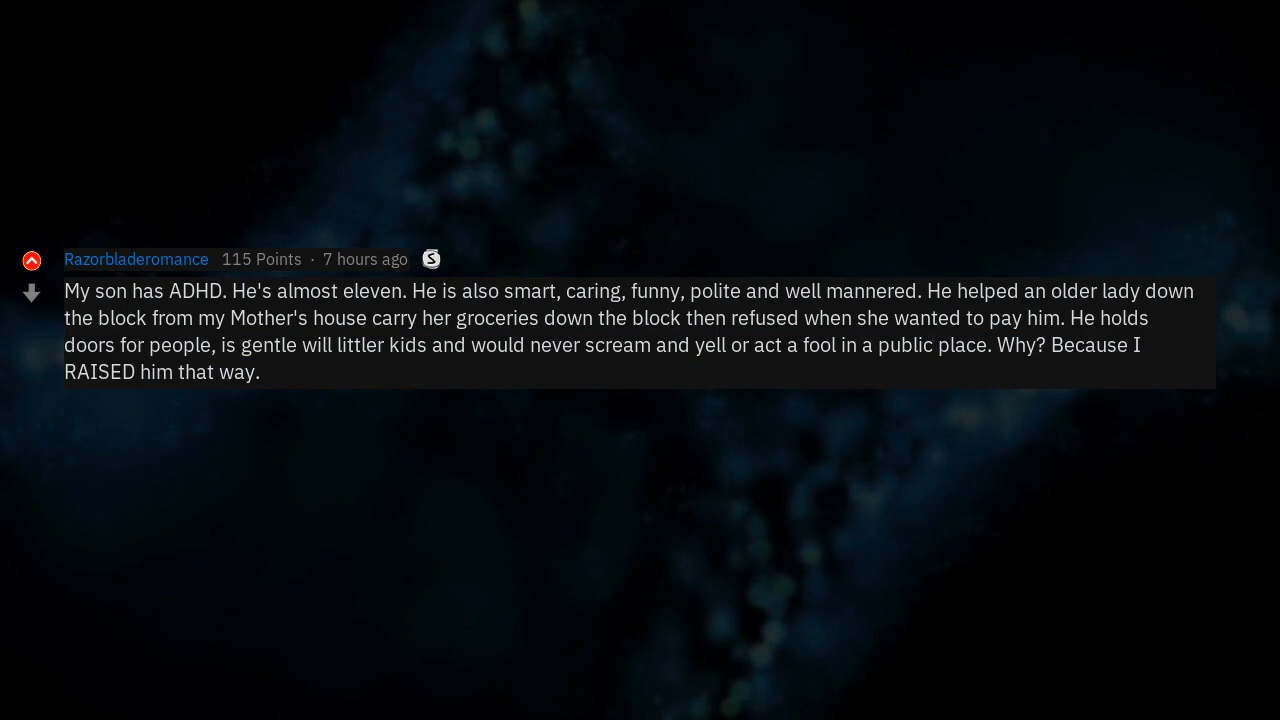 Razorbladeromance 115 Points · 7 hours ago S
My son has ADHD. He's almost eleven. He is also smart, caring, funny, polite and well mannered. He helped an older lady down
the block from my Mother's house carry her groceries down the block then refused when she wanted to pay him. He holds
doors for people, is gentle will littler kids and would never scream and yell or act a fool in a public place. Why? Because I
RAISED him that way.